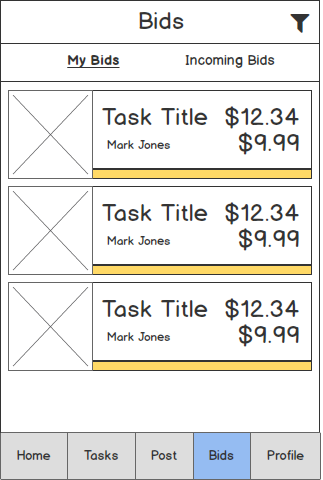 Bids
My Bids Incoming Bids
Task Title $12.34
Mark Jones $9.99
Task Title $12.34
Mark Jones $9.99
Task Title $12.34
Mark Jones $9.99
Home Tasks Post Bids Profile